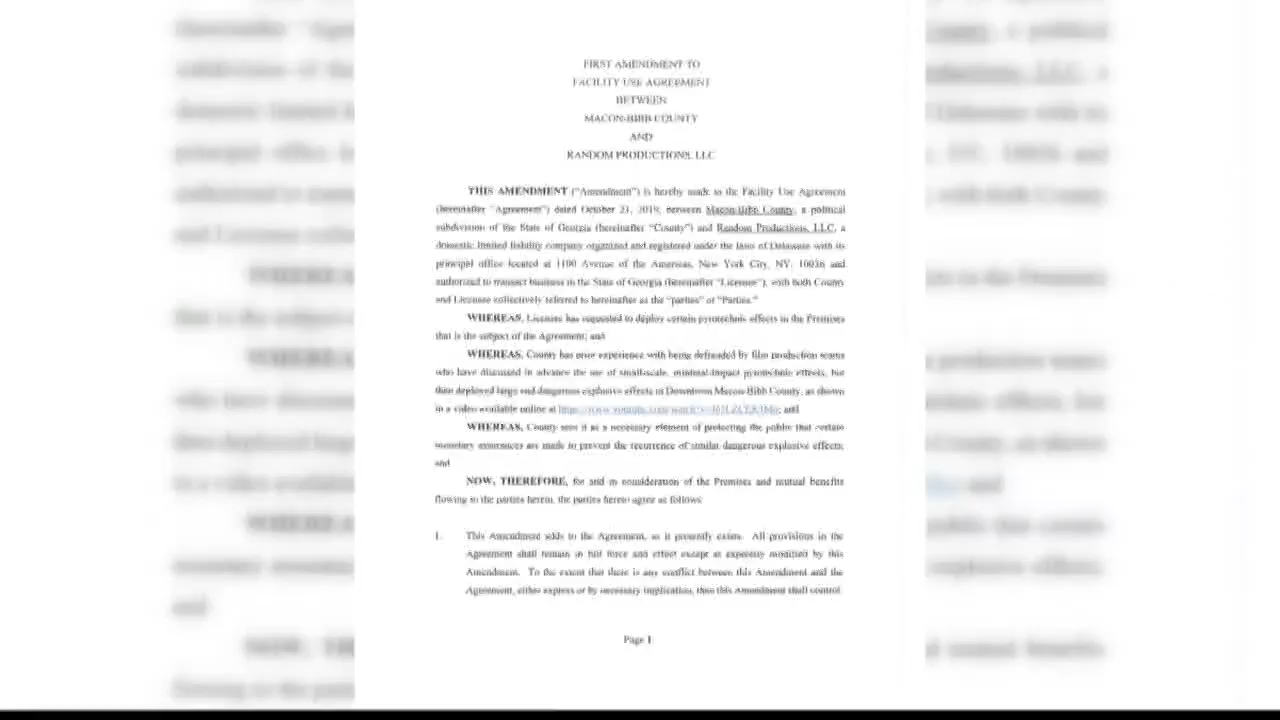 FIRST AMENDMENT TO
FACILITY USE AGREEMENT
BETWEEN
MACON-BIBB COUNTY
AND
RANDOM PRODUCTIONS, LLC
THIS AMENDMENT ("Amendment") is hereby made to the Facility Use Agreement
(hereinafter "Agreement") dated October 21, 2019, between Macon-Bibb County, a political
subdivision of the State of Georgia (hereinafter "County") and Random Productions, LLC, a
domestic limited liability company organized and registered under the laws of Delaware with its
principal office located at 1100 Avenue of the Americas, New York City, NY, 10036 and
authorized to transact business in the State of Georgia (hereinafter "Licensee"), with both County
and Licensee collectively referred to hereinafter as the "parties" or "Parties."
WHEREAS, Licensee has requested to deploy certain pyrotechnic effects in the Premises
that is the subject of the Agreement; and
WHEREAS, County has prior experience with being defrauded by film production teams
who have discussed in advance the use of small-scale, minimal-impact pyrotechnic effects, but
then deployed large and dangerous explosive effects in Downtown Macon-Bibb County, as shown
in a video available online at and
WHEREAS, County sees it as a necessary element of protecting the public that certain
monetary assurances are made to prevent the recurrence of similar dangerous explosive effects;
and
NOW, THEREFORE, for and in consideration of the Premises and mutual benefits
flowing to the parties herein, the parties hereto agree as follows:
1. This Amendment adds to the Agreement, as it presently exists. All provisions in the
Agreement shall remain in full force and effect except as expressly modified by this
Amendment. To the extent that there is any conflict between this Amendment and the
Agreement, either express or by necessary implication, then this Amendment shall control.
Page 1